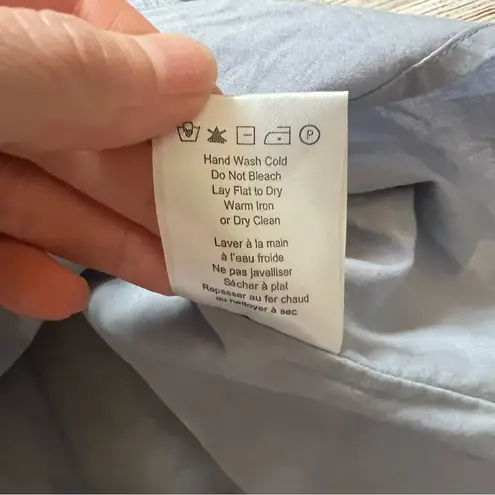 P
Hand Wash Cold
Do Not Bleach
Lay Flat to Dry
Warm Iron
or Dry Clean
Laver à la main
à l'eau froide
Ne pas javelliser
Sécher à plat
Repasser au fer chaud
ou nettoyer à sec